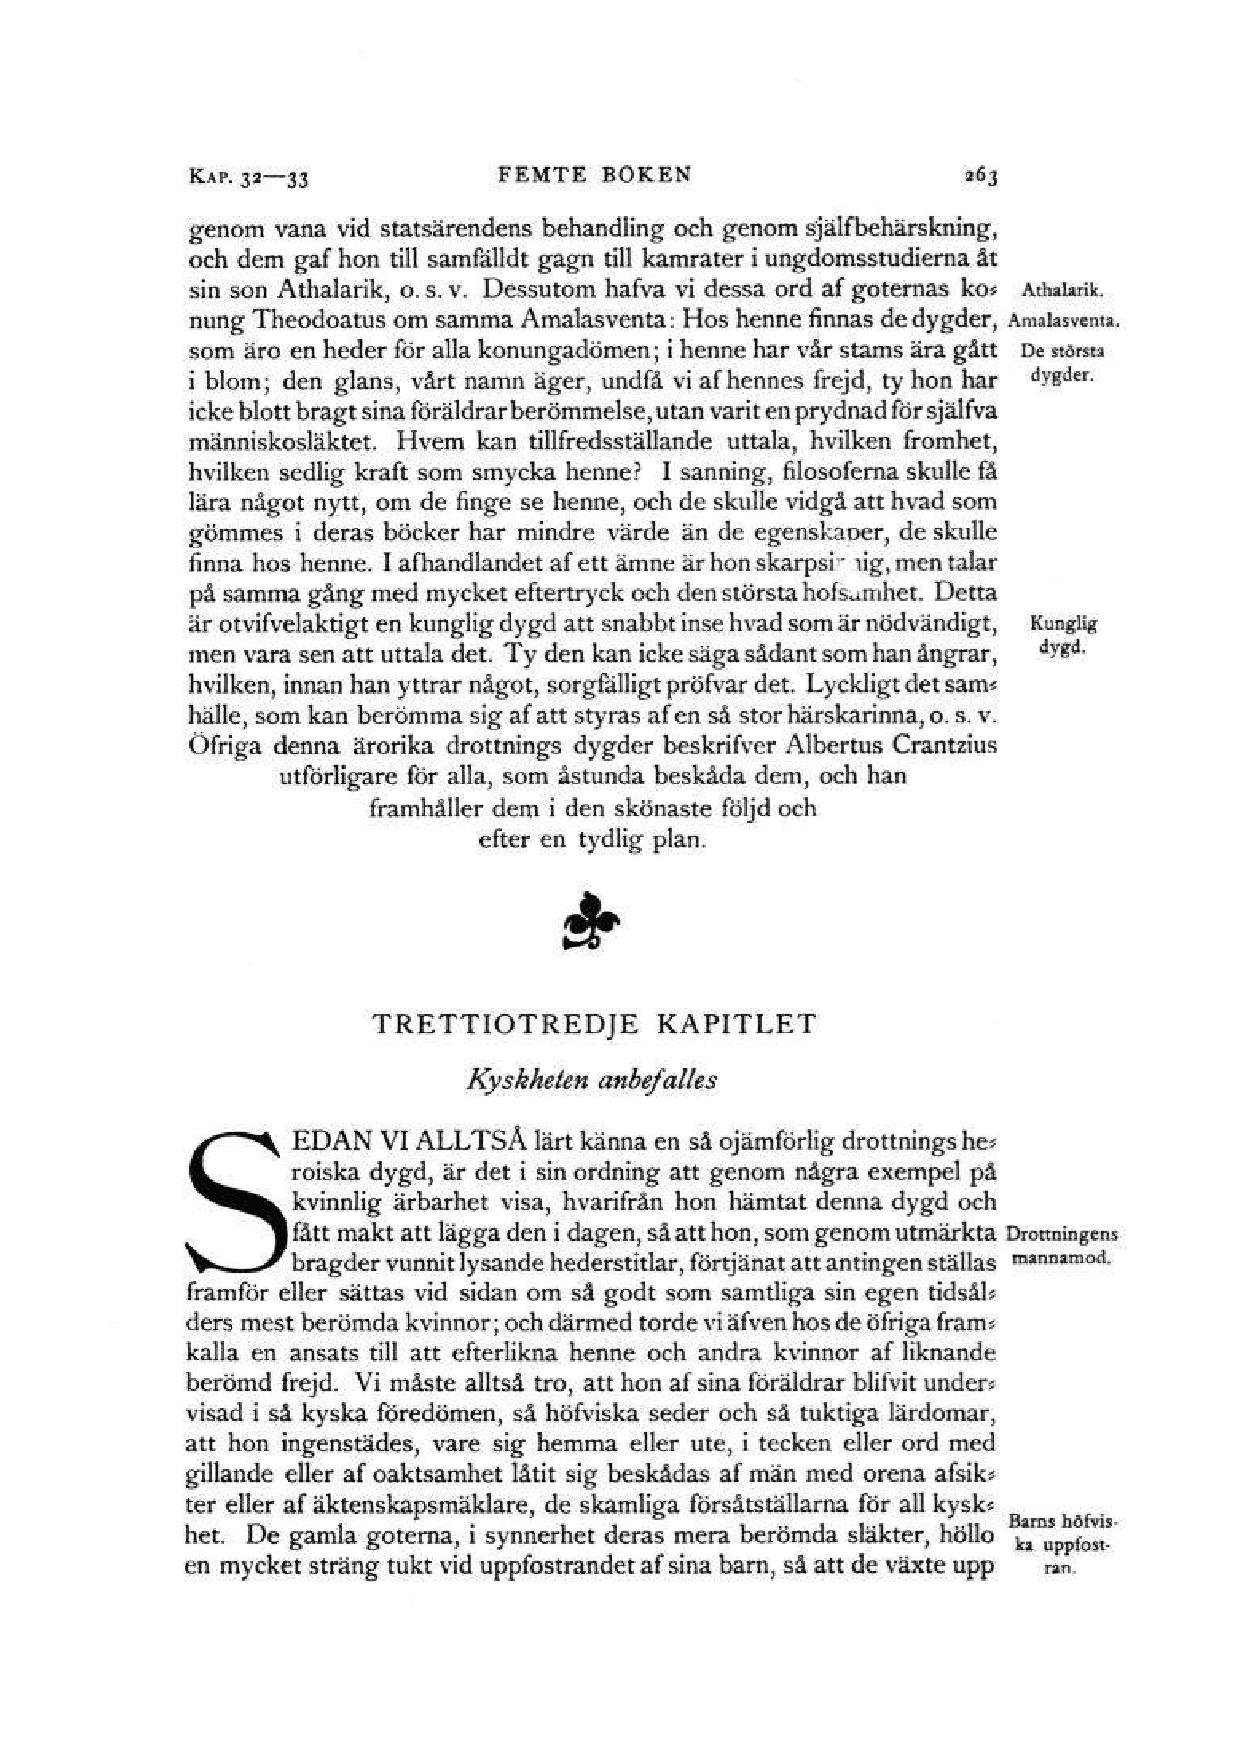 KAP. 32—33 FEMTE BOKEN 263
genom vana vid statsärendens behandling och genom självbehärskning,
och dem gaf hon till samfälldt gagn till kamrater i ungdomsstudierna åt
sin son Athalarik, o. s. v. Dessutom hafva vi dessa ord af goternas ko-
Athalarik.
nung Theodoatus om samma Amalasventa: Hos henne finnas de dygder,
Amalasventa.
som äro en heder för alla konungadömen; i henne har vår stams ära gått
De största
i blom; den glans, vårt namn äger, undfå vi af hennes frejd, ty hon har
dygder.
icke blott bragt sina föräldrar berömmelse, utan varit en prydnad för själfva
människosläktet. Hvem kan tillfredsställande uttala, hvilken fromhet,
hvilken sedlig kraft som smycka henne? I sanning, filosoferna skulle få
lära något nytt, om de finge se henne, och de skulle vidgå att hvad som
gömmes i deras böcker har mindre värde än de egenskaper, de skulle
finna hos henne. I afhandlandet af ett ämne är hon men talar
på samma gång med mycket eftertryck och den största hofsamhet. Detta
är otvifvelaktigt en kunglig dygd att snabbt inse hvad som är nödvändigt,
Kunglig
men vara sen att uttala det. Ty den kan icke säga sådant som han ångrar,
dygd.
hvilken, innan han yttrar något, sorgfälligt pröfvar det. Lyckligt det sam-
hälle, som kan berömma sig af att styras af en så stor härskarinna, o. s. v.
Öfriga denna ärorika drottnings dygder beskrifver Albertus Crantzius
utförligare för alla, som åstunda beskåda dem, och han
framhåller dem i den skönaste följd och
efter en tydlig plan.
TRETTIOTREDJE KAPITLET
Kyskheten anbefalles
SEDAN VI ALLTSÅ lärt känna en så ojämförlig drottnings he-
roiska dygd, är det i sin ordning att genom några exempel på
kvinnlig ärbarhet visa, hvarifrån hon hämtat denna dygd och
fått makt att lägga den i dagen, så att hon, som genom utmärkta
Drottningens
bragder vunnit lysande hederstitlar, förtjänat att antingen ställas
mannamod.
framför eller sättas vid sidan om så godt som samtliga sin egen tidsål-
ders mest berömda kvinnor; och därmed torde vi äfven hos de öfriga fram-
kalla en ansats till att efterlikna henne och andra kvinnor af liknande
berömd frejd. Vi måste alltså tro, att hon af sina föräldrar blifvit under-
visad i så kyska föredömen, så höfviska seder och så tuktiga lärdomar,
att hon ingenstädes, vare sig hemma eller ute, i tecken eller ord med
gillande eller af oaktsamhet låtit sig beskådas af män med orena afsik-
ter eller af äktenskapsmäklare, de skamliga försåtställarna för all kysk-
het. De gamla goterna, i synnerhet deras mera berömda släkter, höllo
Barns höfvis-
ka uppfost-
en mycket sträng tukt vid uppfostrandet af sina barn, så att de växte upp
ran.